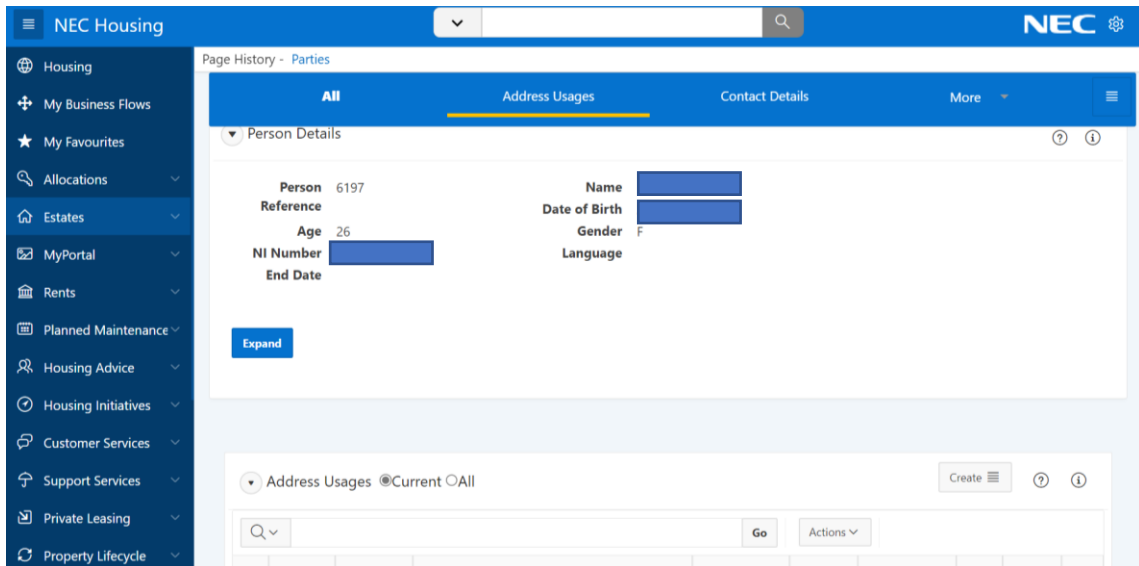 NEC Housing
NEC
Page History - Parties
Housing
My Business Flows
My Favourites
Allocations
Estates
MyPortal
Rents
Planned Maintenance
Housing Advice
Housing Initiatives
Customer Services
Support Services
Private Leasing
Property Lifecycle
All Address Usages Contact Details More
Person Details
Person Reference 6197
Name
Date of Birth
Age 26
Gender F
NI Number
Language
End Date
Expand
Address Usages Current All
Create
Go Actions